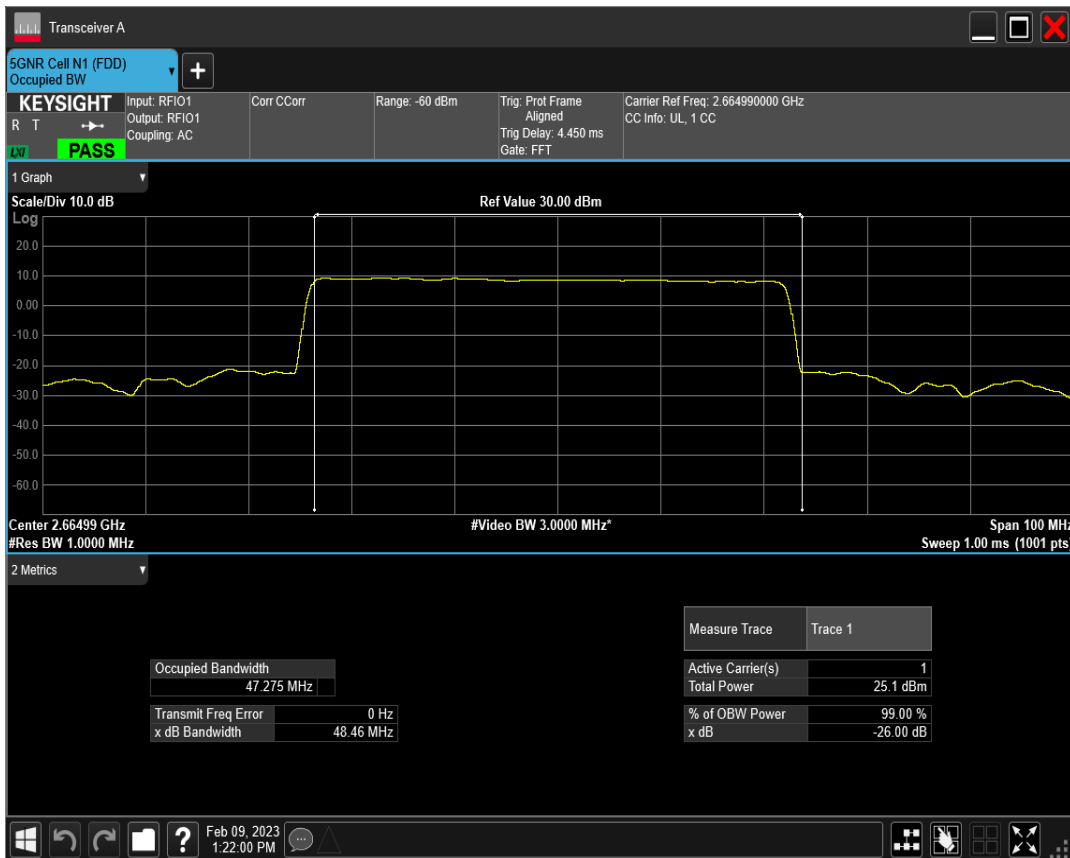 Transceiver A
5GNR Cell N1 (FDD)
Occupied BW
+
KEYSIGHT
R T
LXI
PASS
Input: RFIO1
Output: RFIO1
Coupling: AC
Corr CCorr
Range: -60 dBm
Trig: Prot Frame
Aligned
Trig Delay: 4.450 ms
Gate: FFT
Carrier Ref Freq: 2.664990000 GHz
CC Info: UL, 1 CC
1 Graph
Scale/Div 10.0 dB
Ref Value 30.00 dBm
Log
20.0
10.0
0.00
-10.0
-20.0
-30.0
-40.0
-50.0
-60.0
Center 2.66499 GHz
#Video BW 3.0000 MHz*
Span 100 MHz
#Res BW 1.0000 MHz
Sweep 1.00 ms (1001 pts)
2 Metrics
Measure Trace Trace 1
Occupied Bandwidth
47.275 MHz
Active Carrier(s) 1
Total Power 25.1 dBm
Transmit Freq Error 0 Hz
x dB Bandwidth 48.46 MHz
% of OBW Power 99.00 %
x dB -26.00 dB
?
Feb 09, 2023
1:22:00 PM